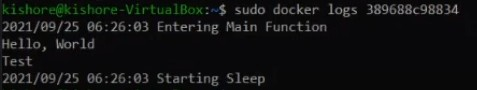 kishore@kishore-VirtualBox:~$ sudo docker logs 389688c98834
2021/09/25 06:26:03 Entering Main Function
Hello, World
Test
2021/09/25 06:26:03 Starting Sleep